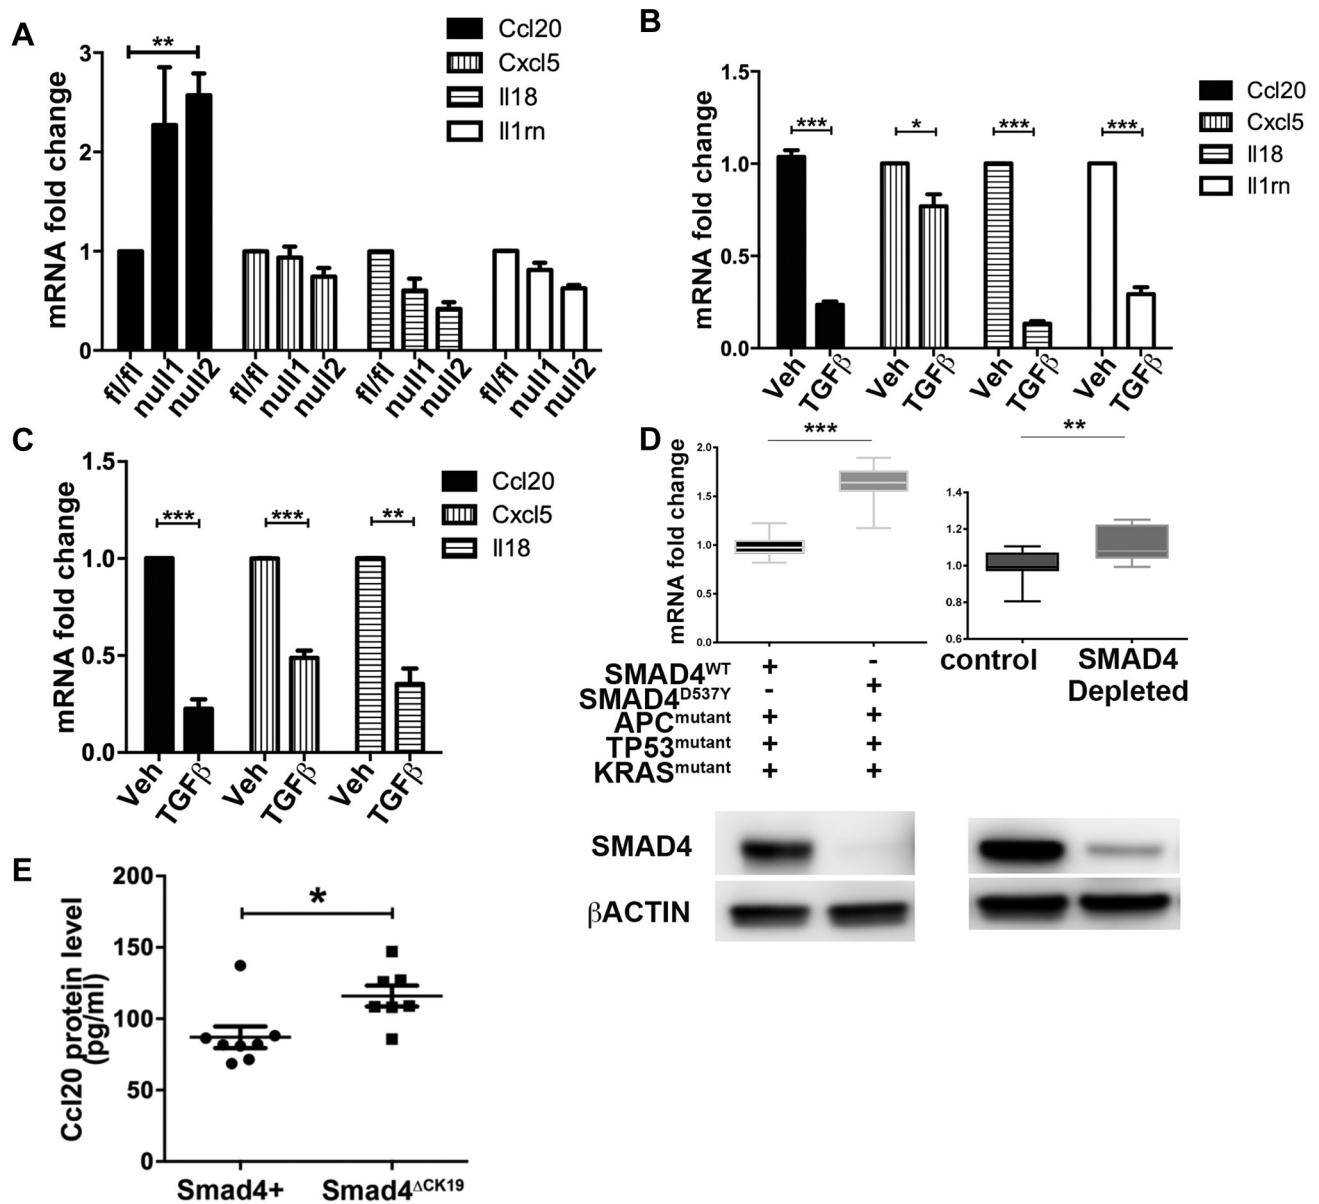 A
mRNA fold change
3
2
1
0
**
Ccl20
Cxcl5
Il18
Il1rn
fl/fl null1 null2 fl/fl null1 null2 fl/fl null1 null2 fl/fl null1 null2
B
mRNA fold change
1.5
1.0
0.5
0.0
*** * *** ***
Ccl20
Cxcl5
Il18
Il1rn
Veh TGFβ Veh TGFβ Veh TGFβ Veh TGFβ
C
mRNA fold change
1.5
1.0
0.5
0.0
*** *** **
Ccl20
Cxcl5
Il18
Veh TGFβ Veh TGFβ Veh TGFβ
D
mRNA fold change
2.0
1.5
1.0
0.5
0.0
***
SMAD4WT + -
SMAD4D537Y - +
APCmutant + +
TP53mutant + +
KRASmutant + +
**
1.4
1.2
1.0
0.8
0.6
control SMAD4
Depleted
SMAD4
βACTIN
E
Ccl20 protein level
(pg/ml)
200
150
100
50
0
*
Smad4+ Smad4ΔCK19